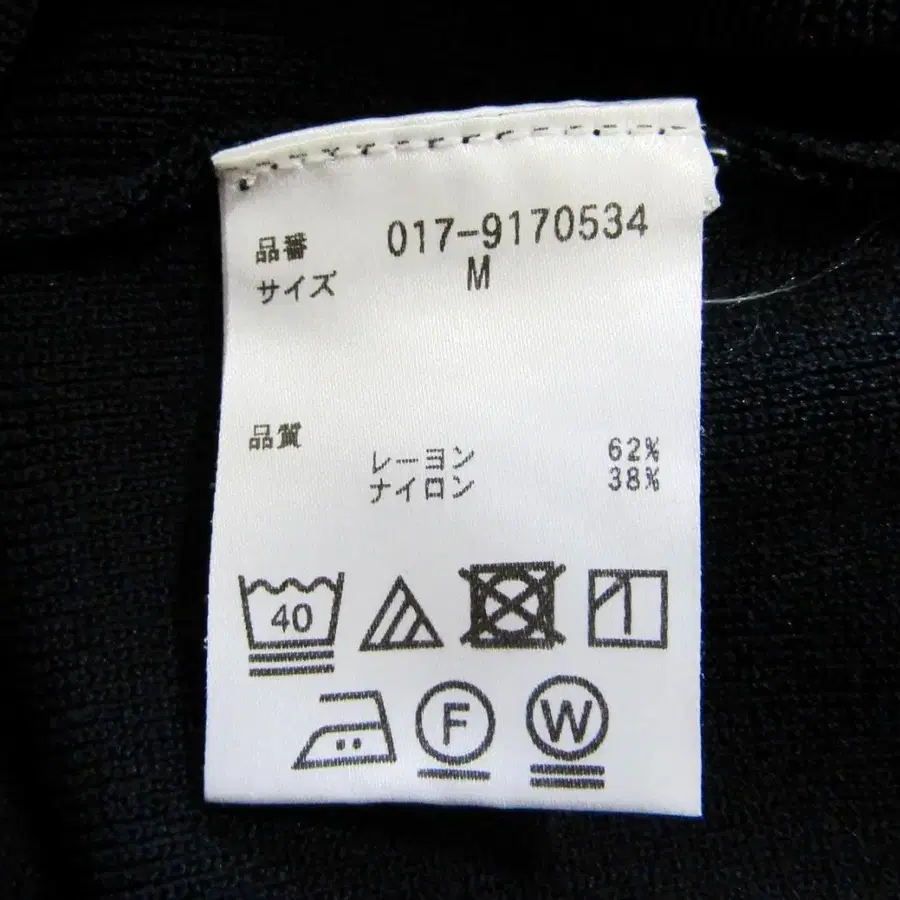 品番 017-9170534
サイズ M
品質
レーヨン 62%
ナイロン 38%
40
F W